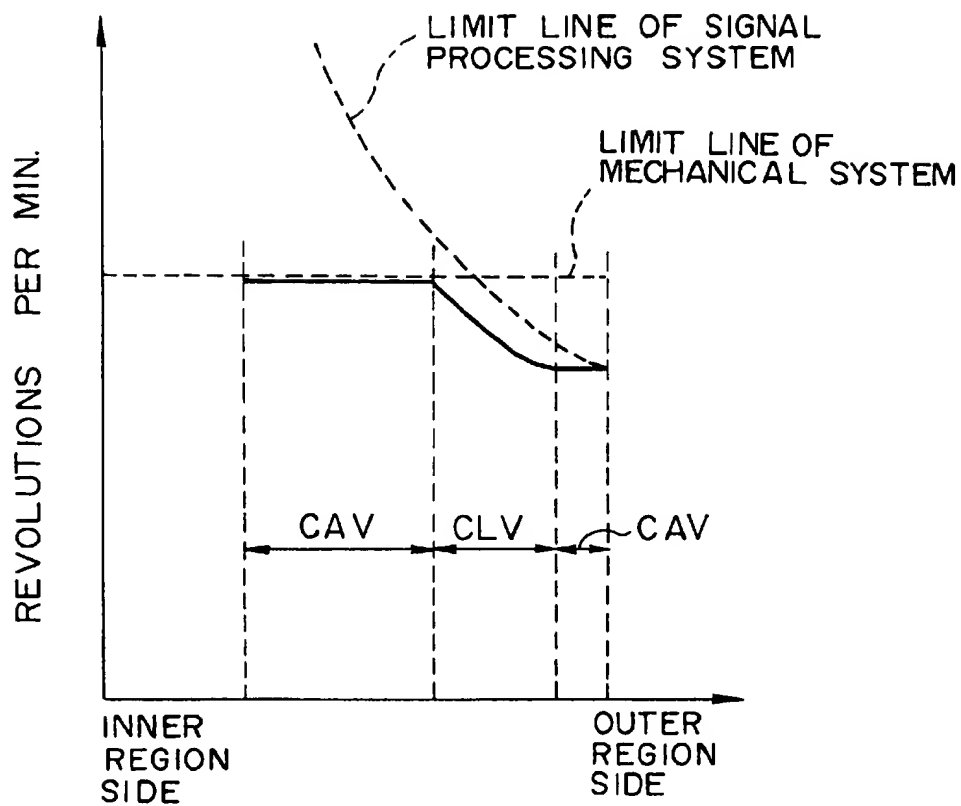 LIMIT LINE OF SIGNAL
PROCESSING SYSTEM
LIMIT LINE OF
MECHANICAL SYSTEM
REVOLUTIONS PER MIN.
CAV
CLV
CAV
INNER
REGION
SIDE
OUTER
REGION
SIDE